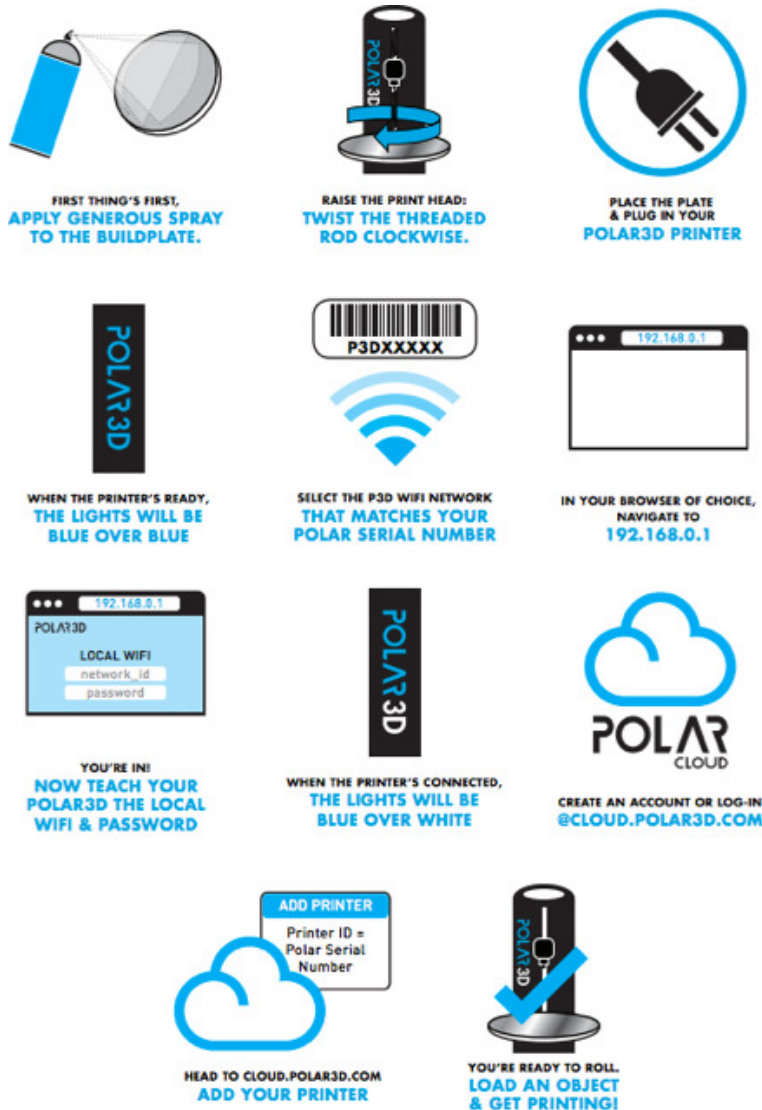 POLAR3D
FIRST THING'S FIRST,
APPLY GENEROUS SPRAY
TO THE BUILDPLATE.
RAISE THE PRINT HEAD:
TWIST THE THREADED
ROD CLOCKWISE.
PLACE THE PLATE
& PLUG IN YOUR
POLAR3D PRINTER
POLAR3D
WHEN THE PRINTER'S READY,
THE LIGHTS WILL BE
BLUE OVER BLUE
P3DXXXXX
SELECT THE P3D WIFI NETWORK
THAT MATCHES YOUR
POLAR SERIAL NUMBER
192.168.0.1
IN YOUR BROWSER OF CHOICE,
NAVIGATE TO
192.168.0.1
192.168.0.1
POLAR3D
LOCAL WIFI
network_id
password
YOU'RE IN!
NOW TEACH YOUR
POLAR3D THE LOCAL
WIFI & PASSWORD
POLAR3D
WHEN THE PRINTER'S CONNECTED,
THE LIGHTS WILL BE
BLUE OVER WHITE
POLAR
CLOUD
CREATE AN ACCOUNT OR LOG-IN
@CLOUD.POLAR3D.COM
ADD PRINTER
Printer ID =
Polar Serial
Number
HEAD TO CLOUD.POLAR3D.COM
ADD YOUR PRINTER
POLAR3D
YOU'RE READY TO ROLL.
LOAD AN OBJECT
& GET PRINTING!